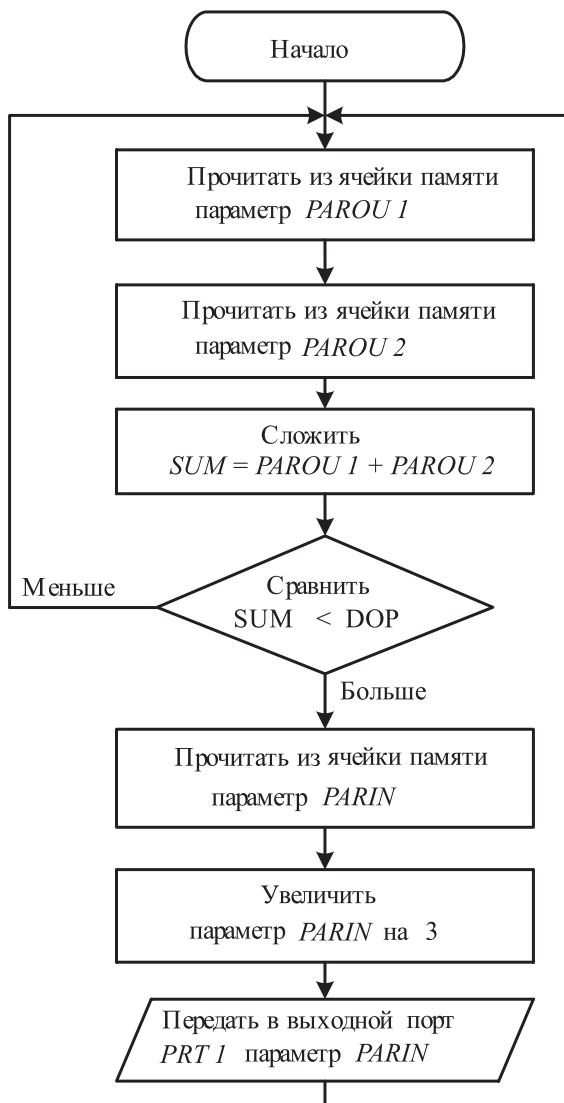 Начало
Прочитать из ячейки памяти
параметр PAROU 1
Прочитать из ячейки памяти
параметр PAROU 2
Сложить
SUM = PAROU 1 + PAROU 2
Меньше
Сравнить
SUM < DOP
Больше
Прочитать из ячейки памяти
параметр PARIN
Увеличить
параметр PARIN на 3
Передать в выходной порт
PRT 1 параметр PARIN